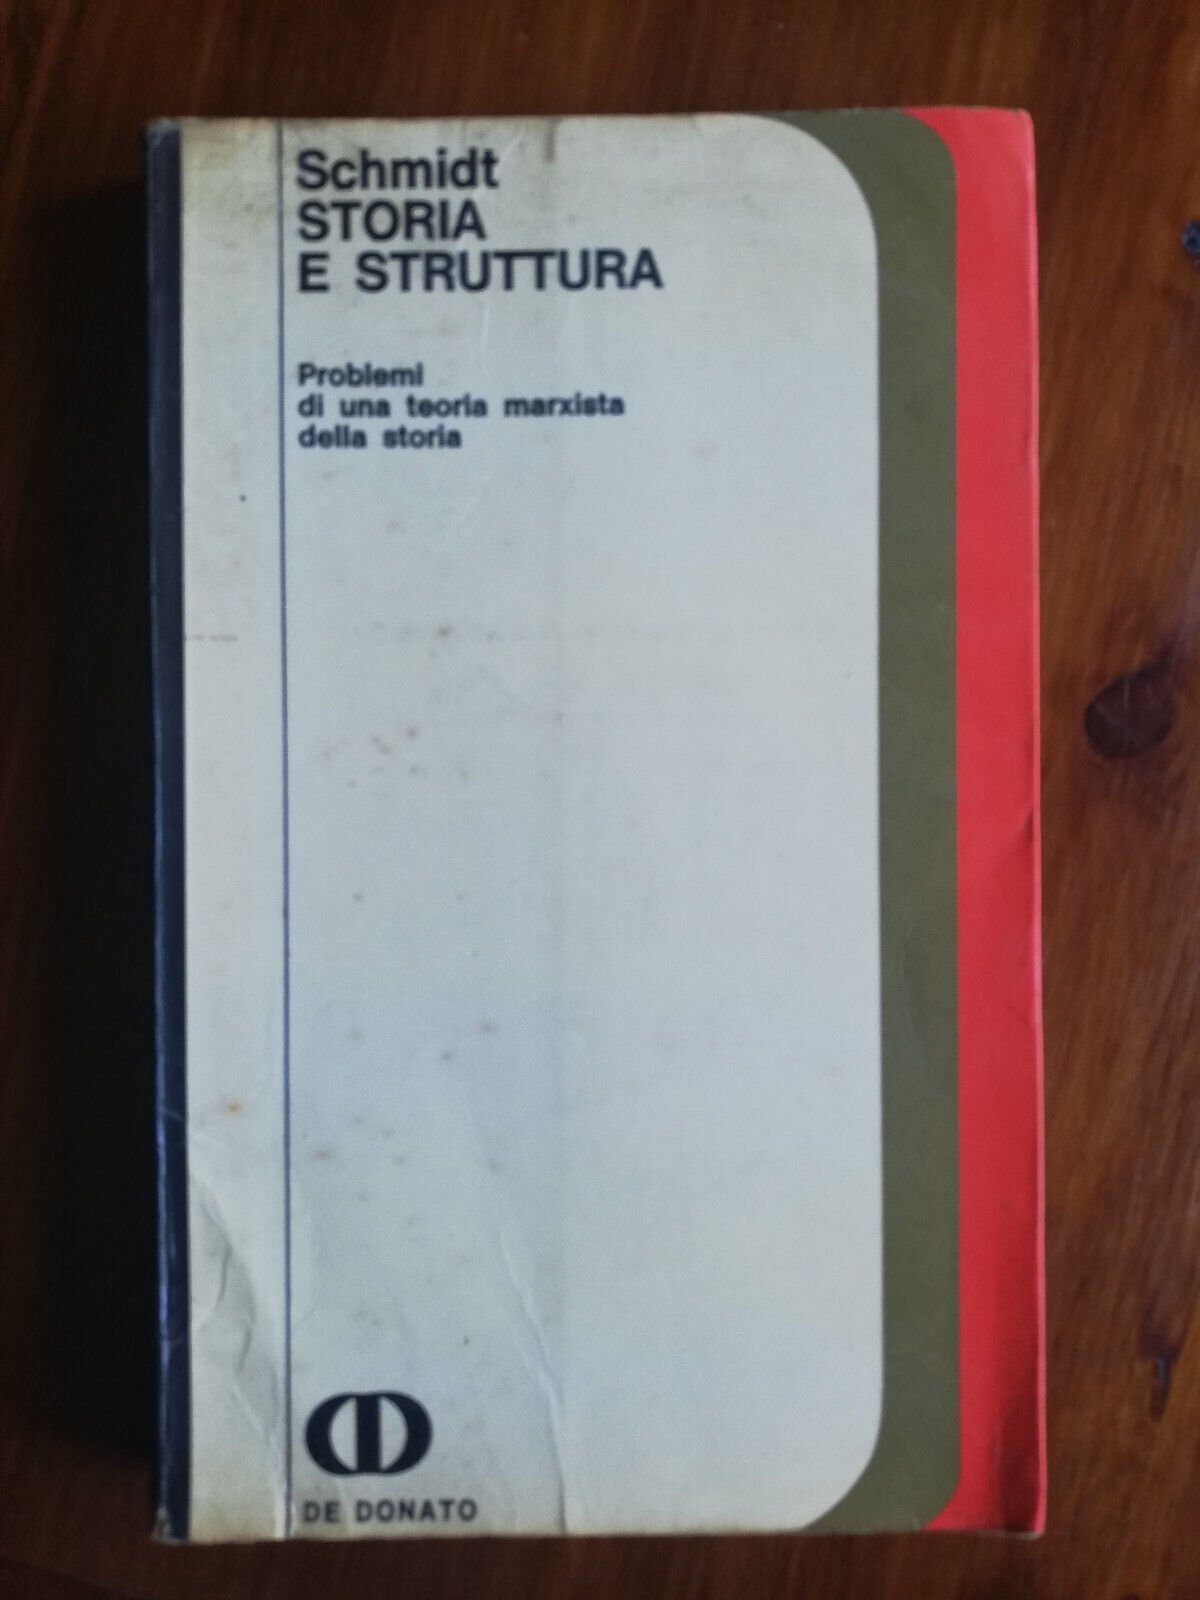 Schmidt
STORIA
E STRUTTURA
Problemi
di una teoria marxista
della storia
DE DONATO